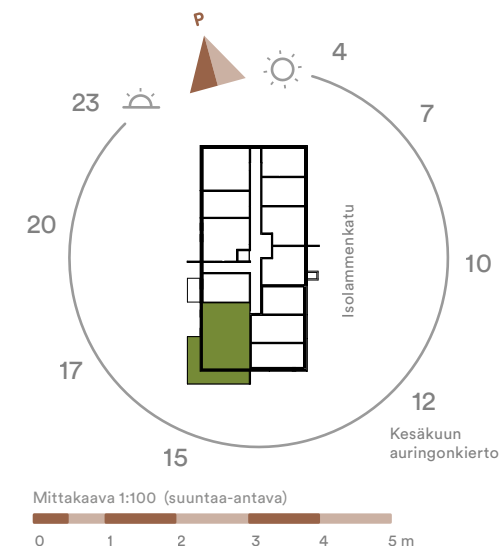 P
4
23
7
20
Isolammenkatu
10
17
12
Kesäkuun
auringonkierto
15
Mittakaava 1:100 (suuntaa-antava)
0 1 2 3 4 5 m